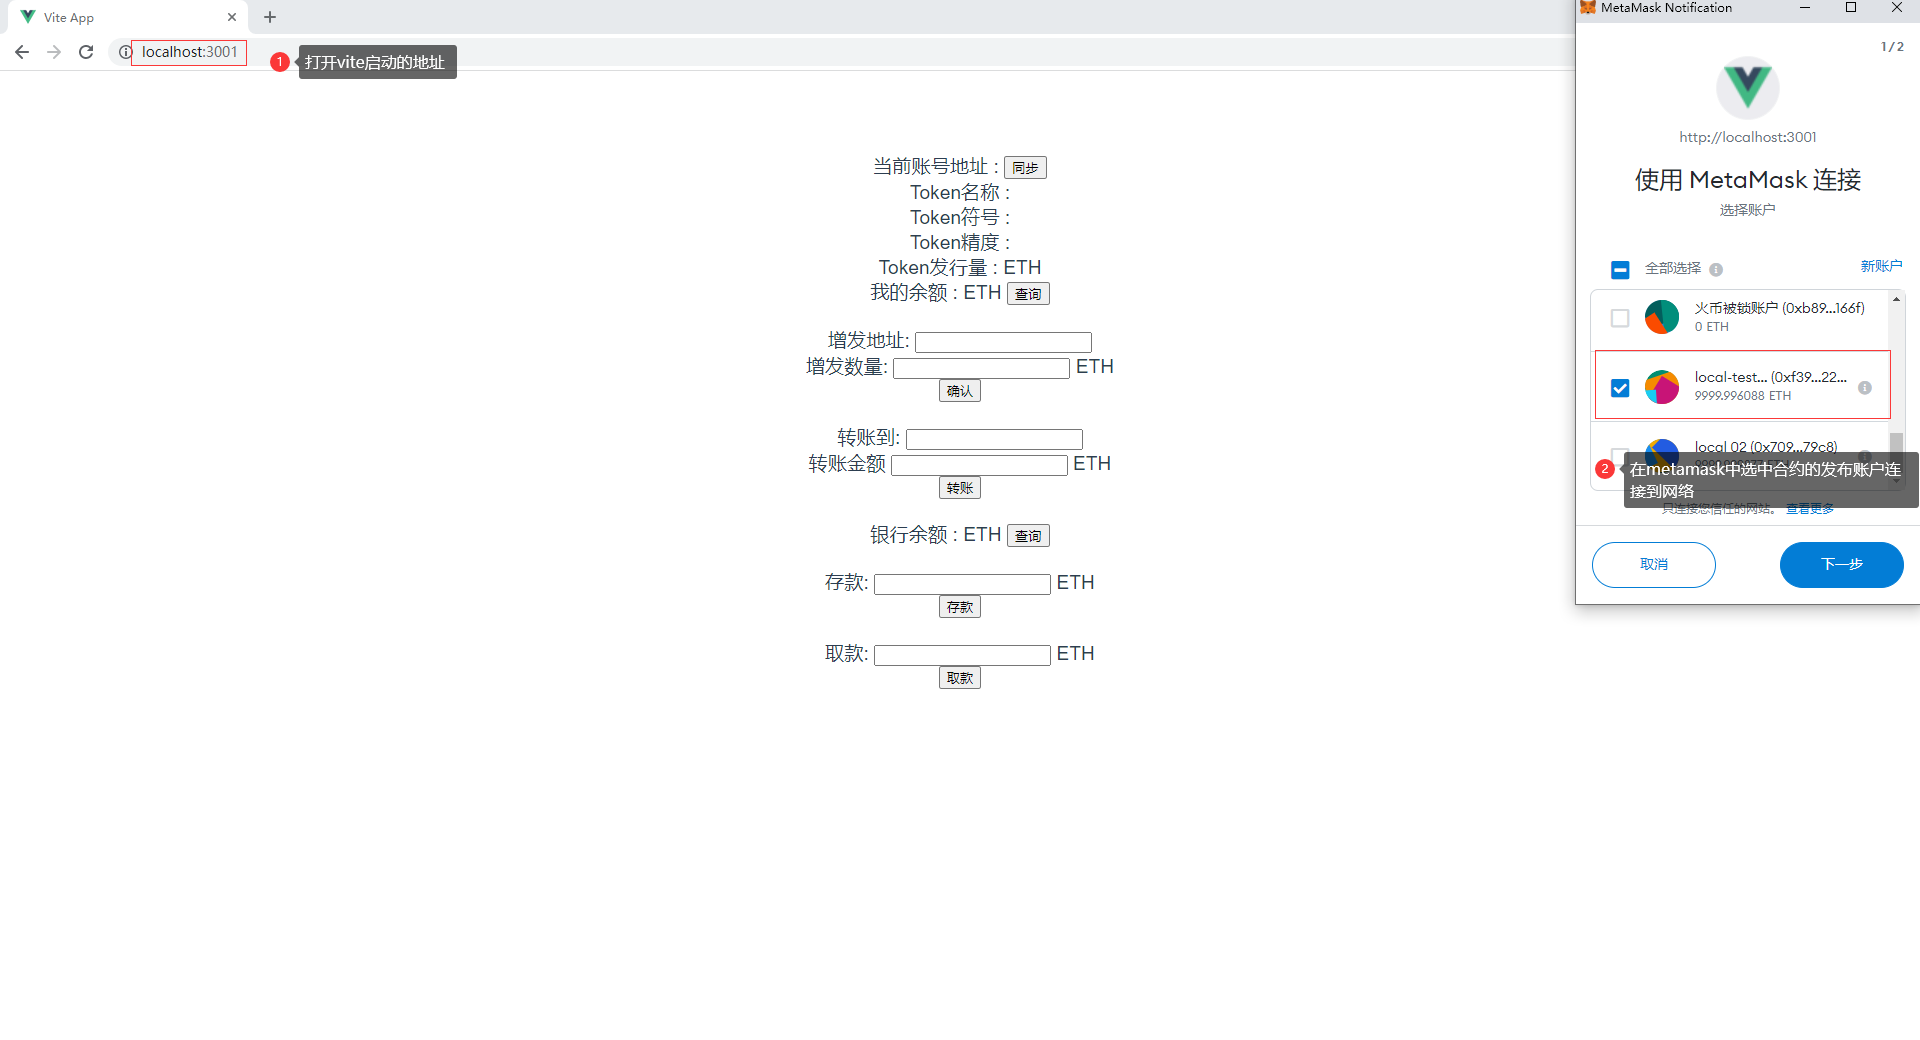 Vite App
localhost:3001
1 打开vite启动的地址
当前账号地址 : 同步
Token名称 :
Token符号 :
Token精度 :
Token发行量 : ETH
我的余额 : ETH 查询
增发地址:
增发数量: ETH
确认
转账到:
转账金额 ETH
转账
银行余额 : ETH 查询
存款: ETH
存款
取款: ETH
取款
MetaMask Notification
1/2
http://localhost:3001
使用 MetaMask 连接
选择账户
全部选择
新账户
火币被锁账户 (0xb89...166f)
0 ETH
local-test... (0xf39...22...
9999.996088 ETH
local 02 (0x709...79c8)
2 在metamask中选中合约的发布账户连
接到网络
只连接您信任的网站。 查看更多
取消
下一步